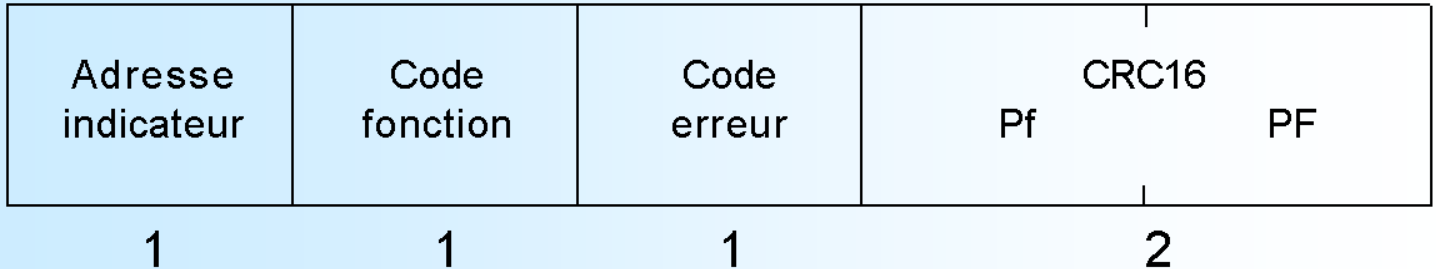 Adresse
indicateur
Code
fonction
Code
erreur
CRC16
Pf PF
1 1 1 2